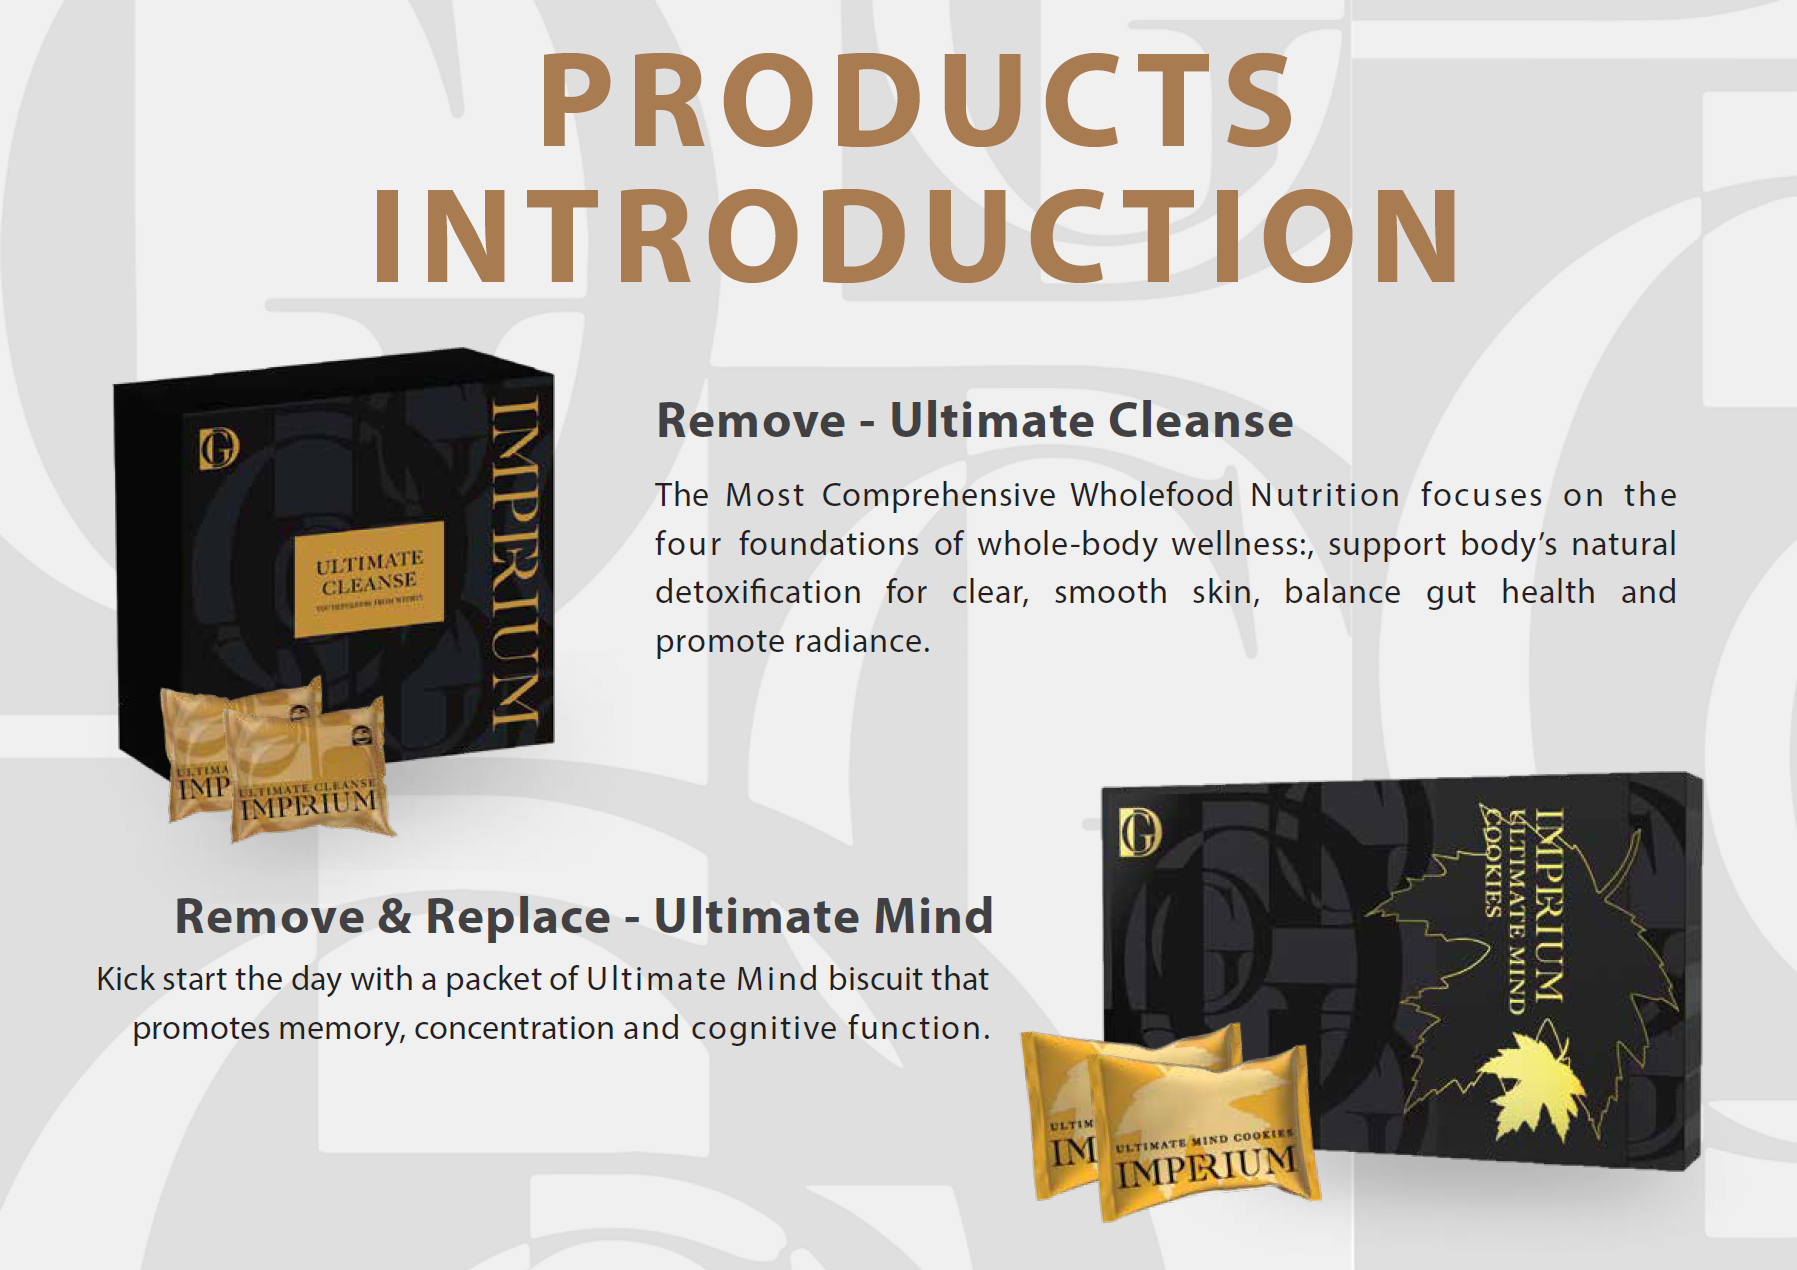 PRODUCTS
INTRODUCTION
IMPERIUM
ULTIMATE
CLEANSE
ULTIMA
IMP
ULTIMATE CLEANSE
IMPERIUM
Remove - Ultimate Cleanse
The Most Comprehensive Wholefood Nutrition focuses on the
four foundations of whole-body wellness:, support body’s natural
detoxification for clear, smooth skin, balance gut health and
promote radiance.
Remove & Replace - Ultimate Mind
Kick start the day with a packet of Ultimate Mind biscuit that
promotes memory, concentration and cognitive function.
IMPERIUM
ULTIMATE MIND
COOKIES
ULTIM
IM
ULTIMATE MIND COOKIES
IMPERIUM